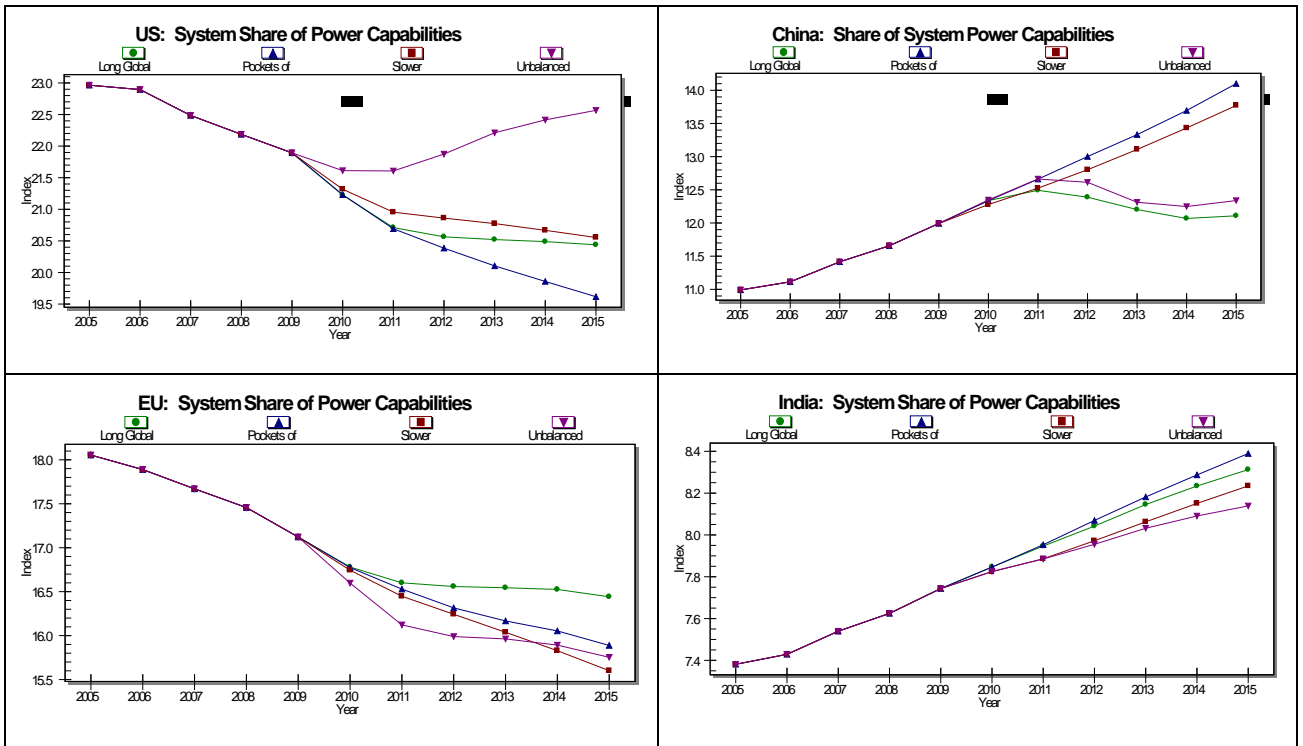 US: System Share of Power Capabilities
Long Global Pockets of Slower Unbalanced
23.0
22.5
22.0
21.5
21.0
20.5
20.0
19.5
Index
2005 2006 2007 2008 2009 2010 2011 2012 2013 2014 2015
Year
China: Share of System Power Capabilities
Long Global Pockets of Slower Unbalanced
14.0
13.5
13.0
12.5
12.0
11.5
11.0
Index
2005 2006 2007 2008 2009 2010 2011 2012 2013 2014 2015
Year
EU: System Share of Power Capabilities
Long Global Pockets of Slower Unbalanced
18.0
17.5
17.0
16.5
16.0
15.5
Index
2005 2006 2007 2008 2009 2010 2011 2012 2013 2014 2015
Year
India: System Share of Power Capabilities
Long Global Pockets of Slower Unbalanced
8.4
8.2
8.0
7.8
7.6
7.4
Index
2005 2006 2007 2008 2009 2010 2011 2012 2013 2014 2015
Year